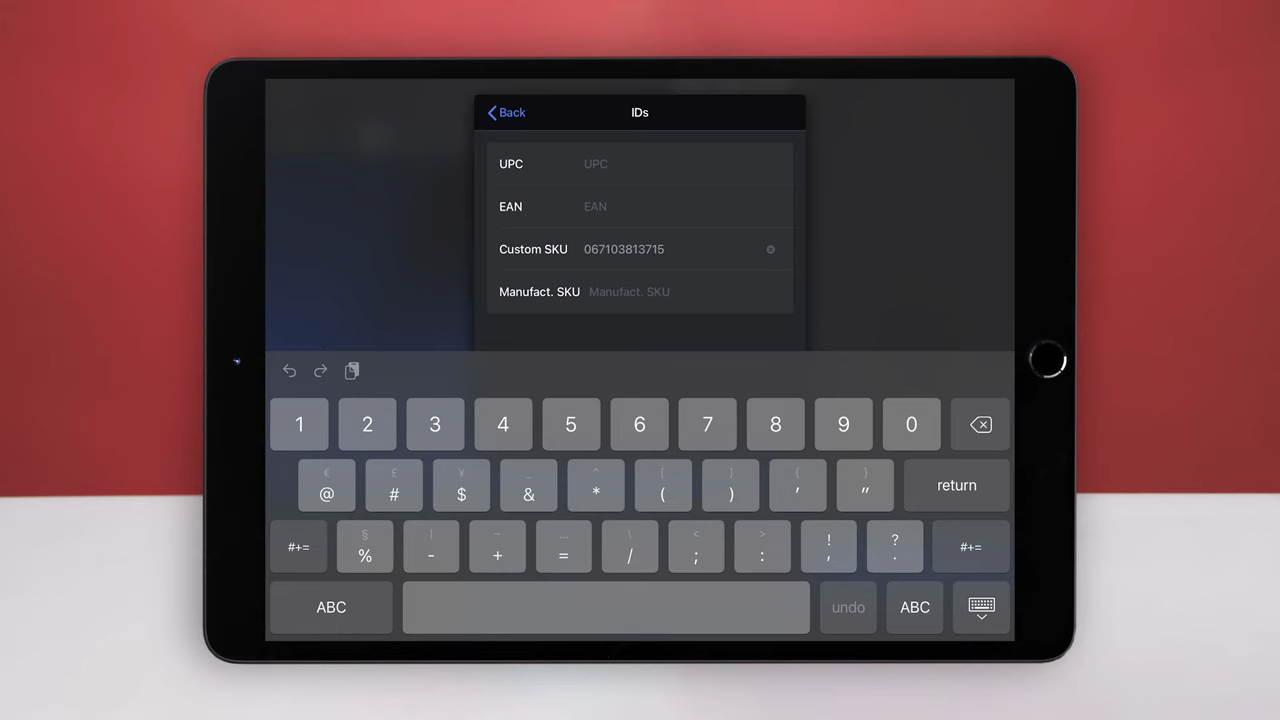 Back IDs
UPC UPC
EAN EAN
Custom SKU 067103813715
Manufact. SKU Manufact. SKU
1 2 3 4 5 6 7 8 9 0
€ £ ¥ _ ^ [ ] { }
@ # $ & * ( ) ' " return
§ | ~ … \ < > ! ?
#+= % - + = / ; : , . #+=
ABC undo ABC